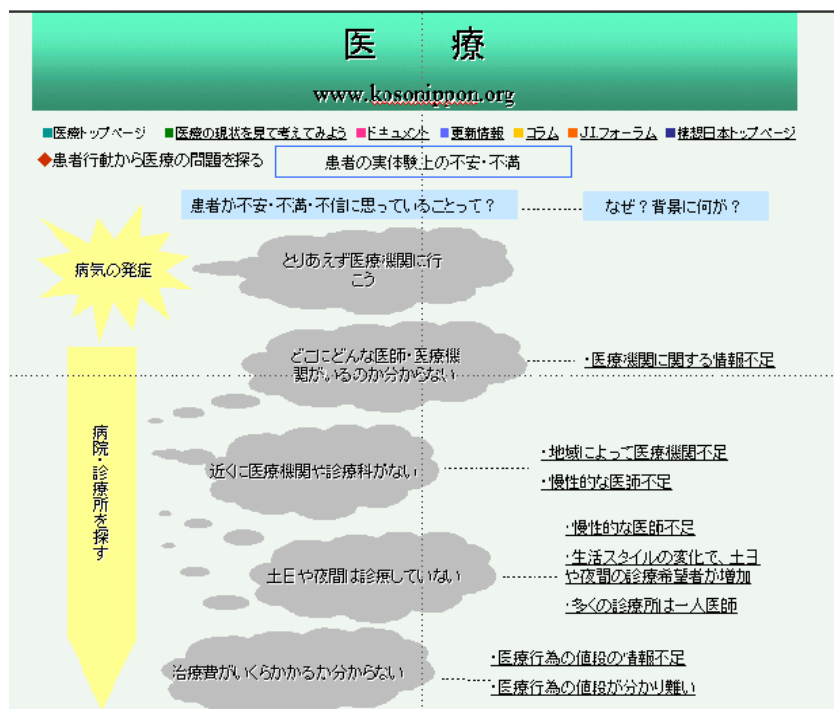 医 療
www.kosonippon.org
■医療トップページ ■医療の現状を見て考えてみよう ■ドキュメント ■更新情報 ■コラム ■J.I.フォーラム ■構想日本トップページ
◆患者行動から医療の問題を探る
患者の実体験上の不安・不満
患者が不安・不満・不信に思っていることって？
なぜ？背景に何が？
病気の発症
とりあえず医療機関に行
こう
どこにどんな医師・医療機
関がいるのか分からない
・医療機関に関する情報不足
病院・診療所を探す
近くに医療機関や診療科がない
・地域によって医療機関不足
・慢性的な医師不足
土日や夜間は診療していない
・慢性的な医師不足
・生活スタイルの変化で、土日
や夜間の診療希望者が増加
・多くの診療所は一人医師
治療費がいくらかかるか分からない
・医療行為の値段の情報不足
・医療行為の値段が分かり難い